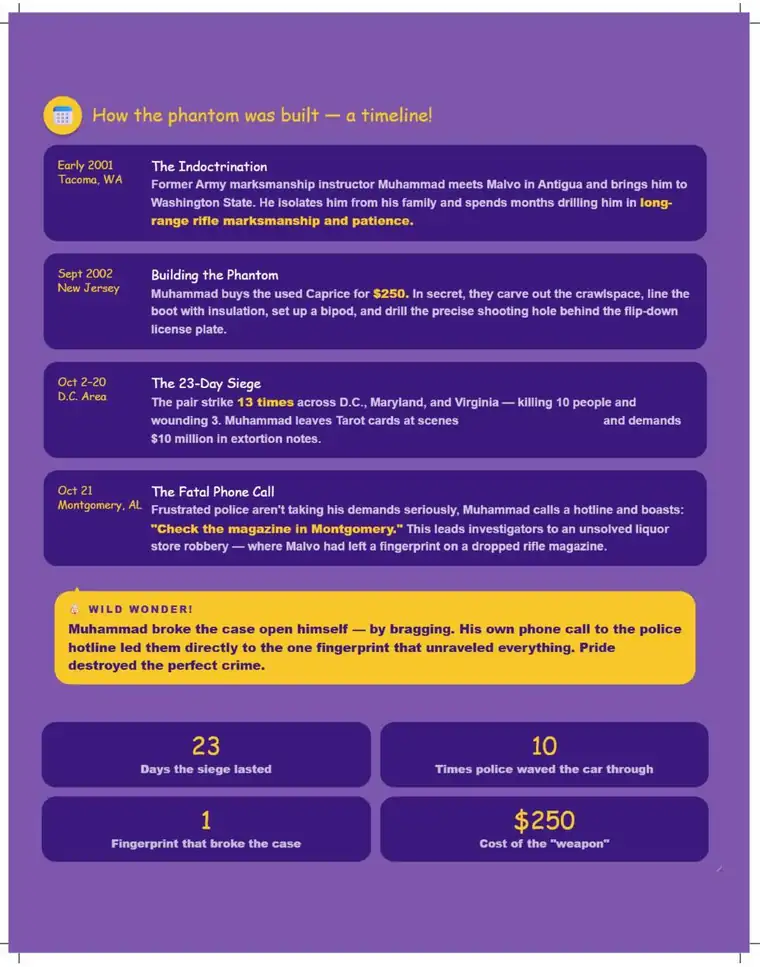 How the phantom was built — a timeline!
Early 2001
Tacoma, WA
The Indoctrination
Former Army marksmanship instructor Muhammad meets Malvo in Antigua and brings him to
Washington State. He isolates him from his family and spends months drilling him in long-
range rifle marksmanship and patience.
Sept 2002
New Jersey
Building the Phantom
Muhammad buys the used Caprice for $250. In secret, they carve out the crawlspace, line the
boot with insulation, set up a bipod, and drill the precise shooting hole behind the flip-down
license plate.
Oct 2–20
D.C. Area
The 23-Day Siege
The pair strike 13 times across D.C., Maryland, and Virginia — killing 10 people and
wounding 3. Muhammad leaves Tarot cards at scenes and demands
$10 million in extortion notes.
Oct 21
Montgomery, AL
The Fatal Phone Call
Frustrated police aren't taking his demands seriously, Muhammad calls a hotline and boasts:
"Check the magazine in Montgomery." This leads investigators to an unsolved liquor
store robbery — where Malvo had left a fingerprint on a dropped rifle magazine.
WILD WONDER!
Muhammad broke the case open himself — by bragging. His own phone call to the police
hotline led them directly to the one fingerprint that unraveled everything. Pride
destroyed the perfect crime.
23
Days the siege lasted
10
Times police waved the car through
1
Fingerprint that broke the case
$250
Cost of the "weapon"